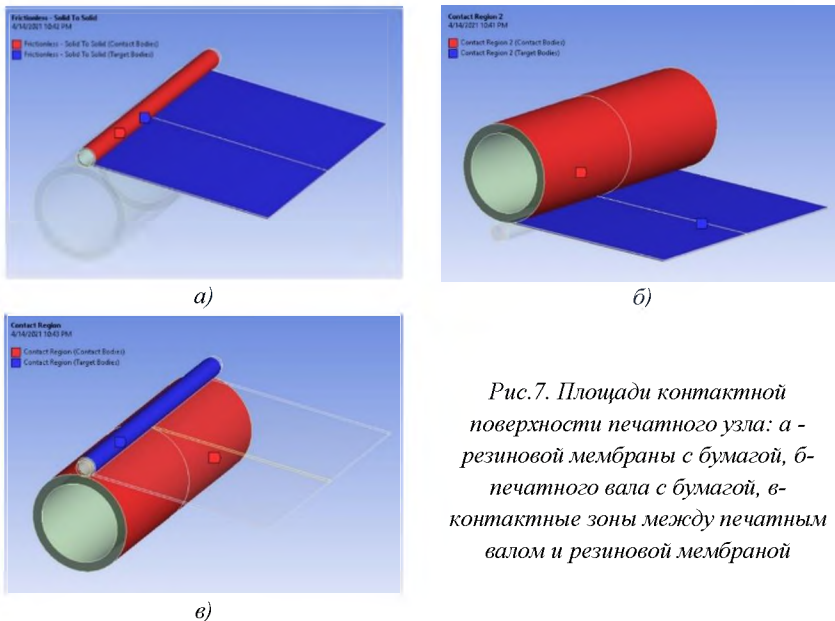 Frictionless - Solid To Solid
4/14/2021 10:42 PM
Frictionless - Solid To Solid (Contact Bodies)
Frictionless - Solid To Solid (Target Bodies)
а)
Contact Region 2
4/14/2021 10:41 PM
Contact Region 2 (Contact Bodies)
Contact Region 2 (Target Bodies)
б)
Contact Region
4/14/2021 10:43 PM
Contact Region (Contact Bodies)
Contact Region (Target Bodies)
в)
Рис.7. Площади контактной
поверхности печатного узла: а -
резиновой мембраны с бумагой, б-
печатного вала с бумагой, в-
контактные зоны между печатным
валом и резиновой мембраной